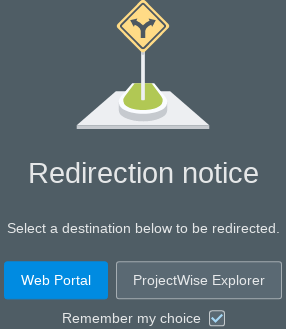 Redirection notice
Select a destination below to be redirected.
Web Portal
ProjectWise Explorer
Remember my choice